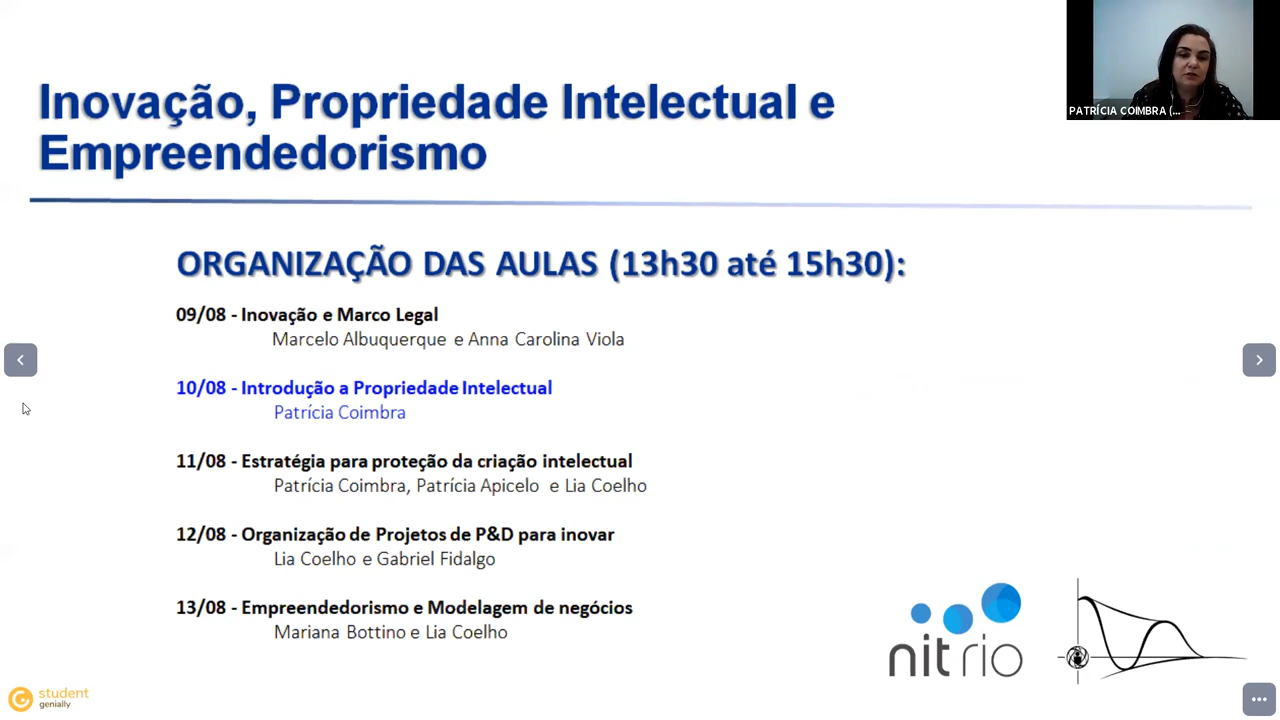 Inovação, Propriedade Intelectual e
Empreendedorismo
PATRÍCIA COIMBRA (...
ORGANIZAÇÃO DAS AULAS (13h30 até 15h30):
09/08 - Inovação e Marco Legal
Marcelo Albuquerque e Anna Carolina Viola
10/08 - Introdução a Propriedade Intelectual
Patrícia Coimbra
11/08 - Estratégia para proteção da criação intelectual
Patrícia Coimbra, Patrícia Apicelo e Lia Coelho
12/08 - Organização de Projetos de P&D para inovar
Lia Coelho e Gabriel Fidalgo
13/08 - Empreendedorismo e Modelagem de negócios
Mariana Bottino e Lia Coelho
nitrio
student
genially